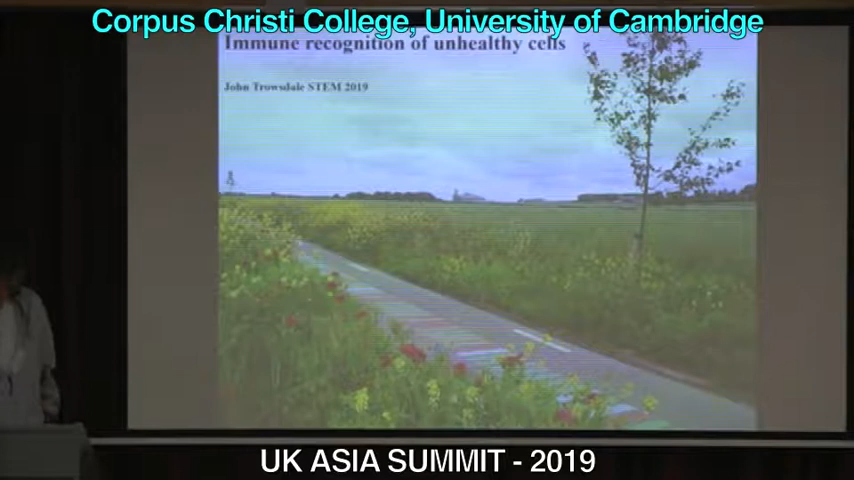 Corpus Christi College, University of Cambridge
Immune recognition of unhealthy cells
John Trowsdale STEM 2019
UK ASIA SUMMIT - 2019